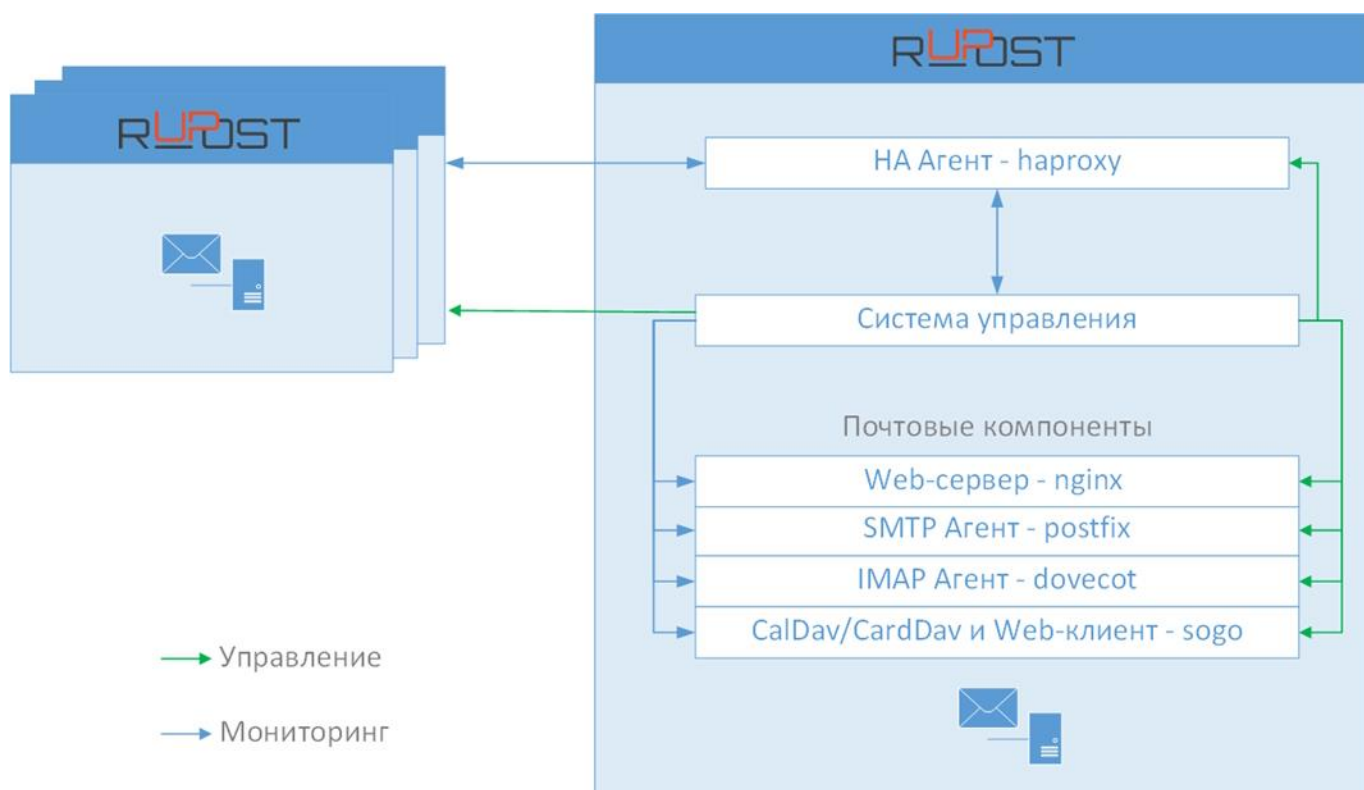 RUPOST
RUPOST
HA Агент - haproxy
Система управления
Почтовые компоненты
Web-сервер - nginx
SMTP Агент - postfix
IMAP Агент - dovecot
CalDav/CardDav и Web-клиент - sogo
Управление
Мониторинг